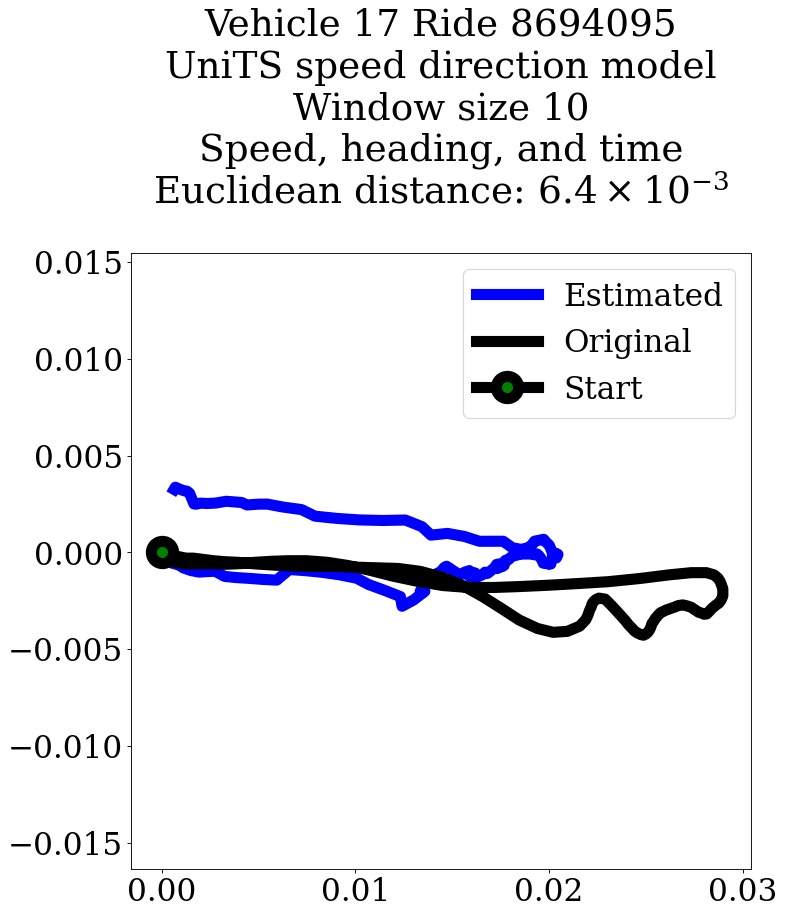 Vehicle 17 Ride 8694095
UniTS speed direction model
Window size 10
Speed, heading, and time
Euclidean distance: 6.4 × 10⁻³
0.015
0.010
0.005
0.000
−0.005
−0.010
−0.015
Estimated
Original
Start
0.00 0.01 0.02 0.03